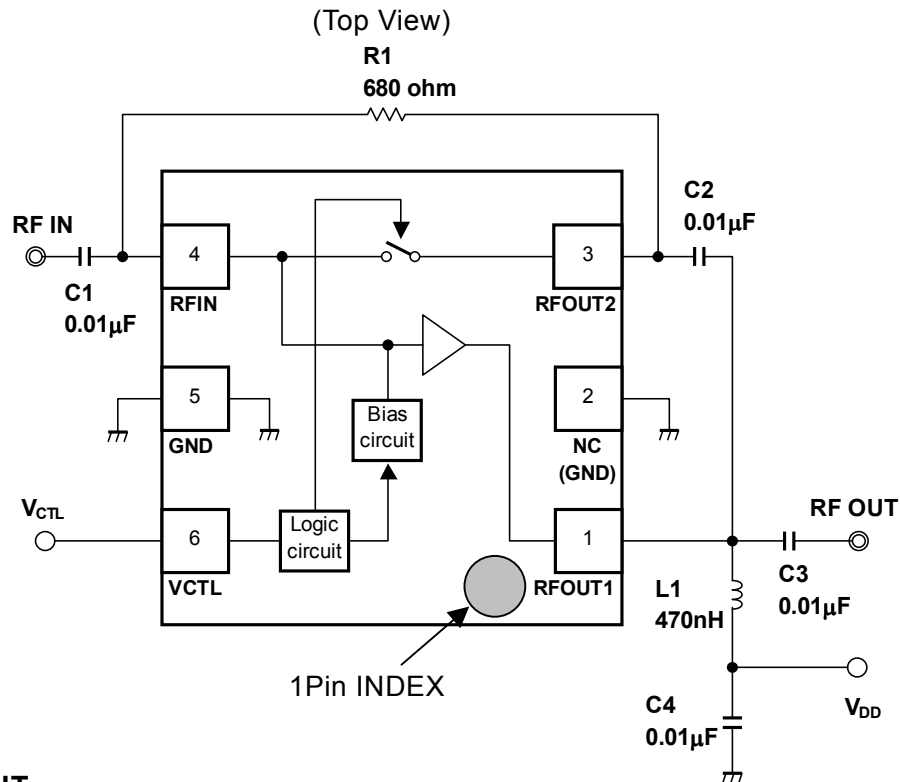 (Top View)
R1
680 ohm
C2
0.01μF
RF IN
4
3
C1
0.01μF
RFIN
RFOUT2
5
2
GND
Bias
circuit
NC
(GND)
VCTL
6
Logic
circuit
1
RF OUT
VCTL
RFOUT1
L1
470nH
C3
0.01μF
1Pin INDEX
C4
0.01μF
VDD